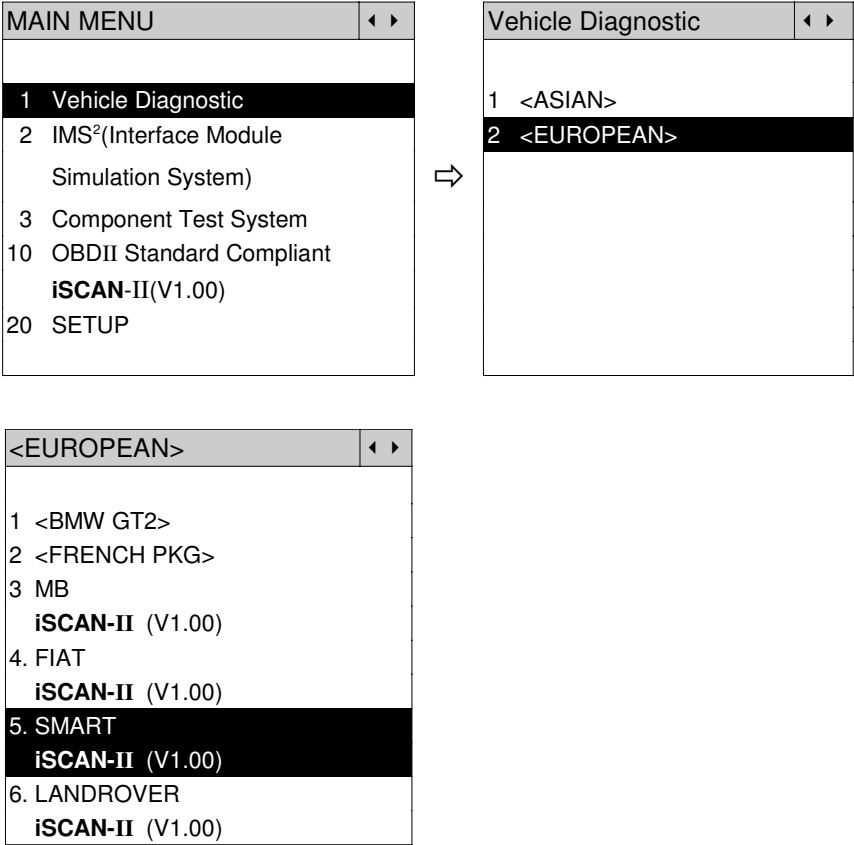 MAIN MENU
1 Vehicle Diagnostic
2 IMS²(Interface Module
Simulation System)
3 Component Test System
10 OBDII Standard Compliant
iSCAN-II(V1.00)
20 SETUP
Vehicle Diagnostic
1 <ASIAN>
2 <EUROPEAN>
<EUROPEAN>
1 <BMW GT2>
2 <FRENCH PKG>
3 MB
iSCAN-II (V1.00)
4. FIAT
iSCAN-II (V1.00)
5. SMART
iSCAN-II (V1.00)
6. LANDROVER
iSCAN-II (V1.00)